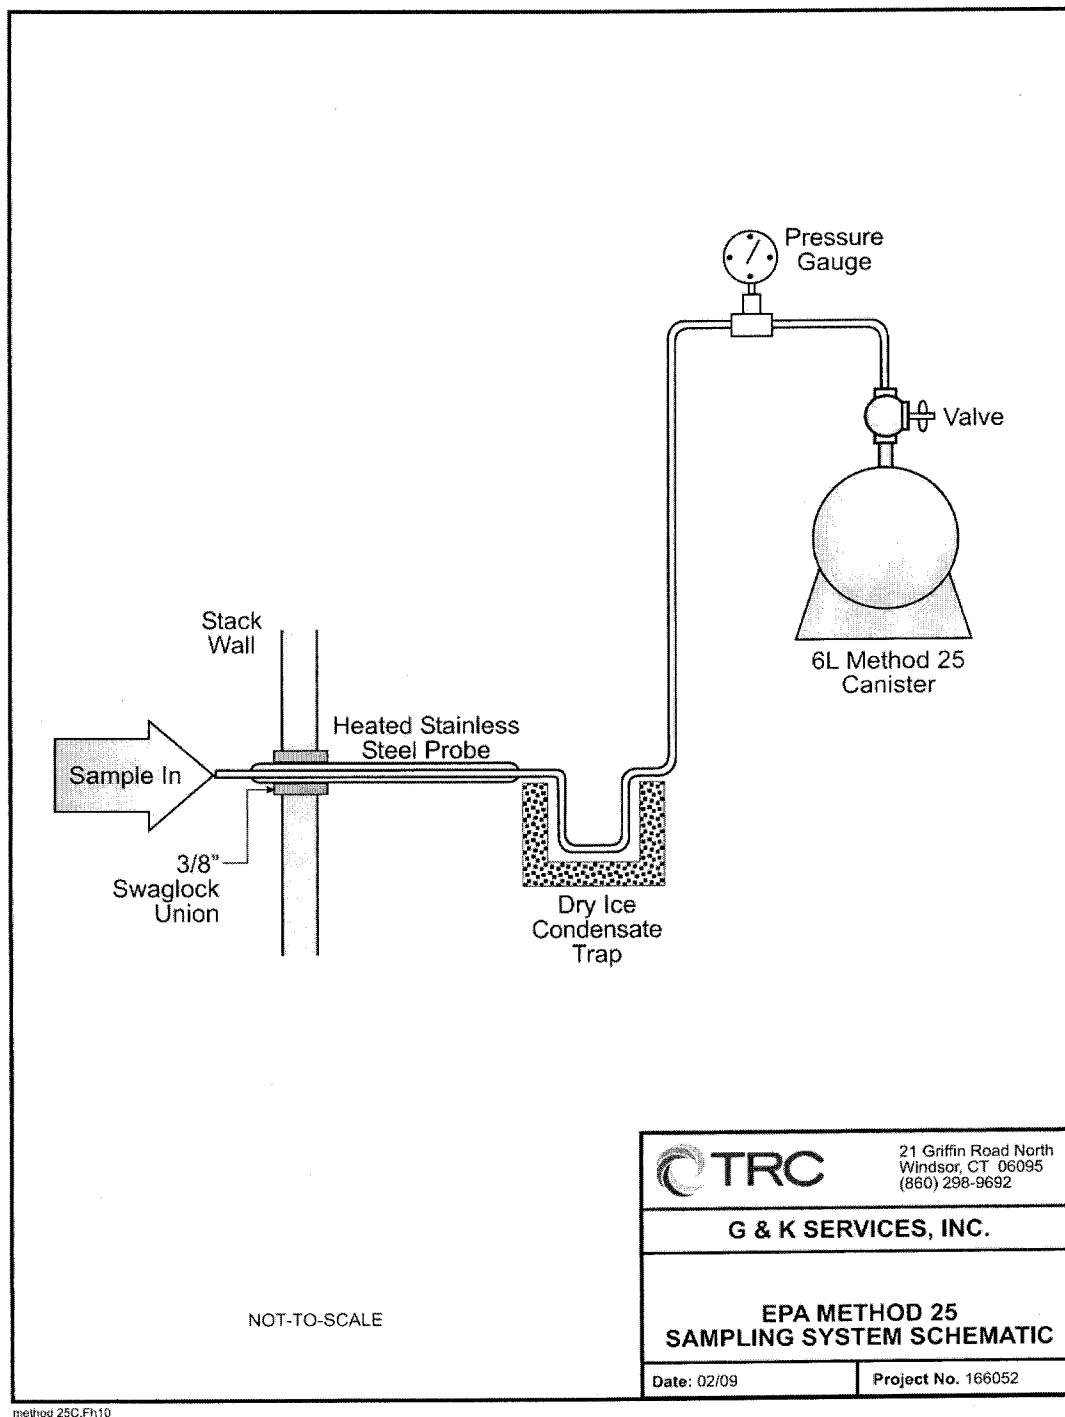 Pressure
Gauge
Valve
6L Method 25
Canister
Stack
Wall
Heated Stainless
Steel Probe
Sample In
3/8"
Swaglock
Union
Dry Ice
Condensate
Trap
NOT-TO-SCALE
TRC
21 Griffin Road North
Windsor, CT 06095
(860) 298-9692
G & K SERVICES, INC.
EPA METHOD 25
SAMPLING SYSTEM SCHEMATIC
Date: 02/09
Project No. 166052
method 25C.Fh10